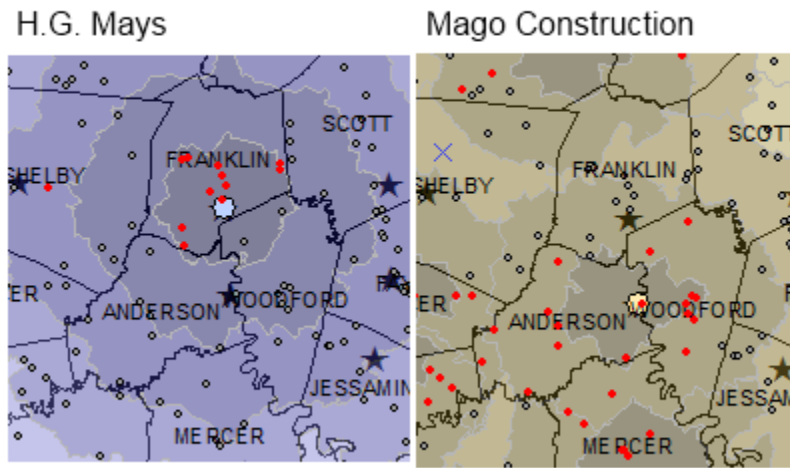 H.G. Mays
Mago Construction
SCOTT
FRANKLIN
SHELBY
ANDERSON
WOODFORD
JESSAMIN
MERCER
SCOTT
FRANKLIN
SHELBY
ANDERSON
WOODFORD
JESSAM
MERCER